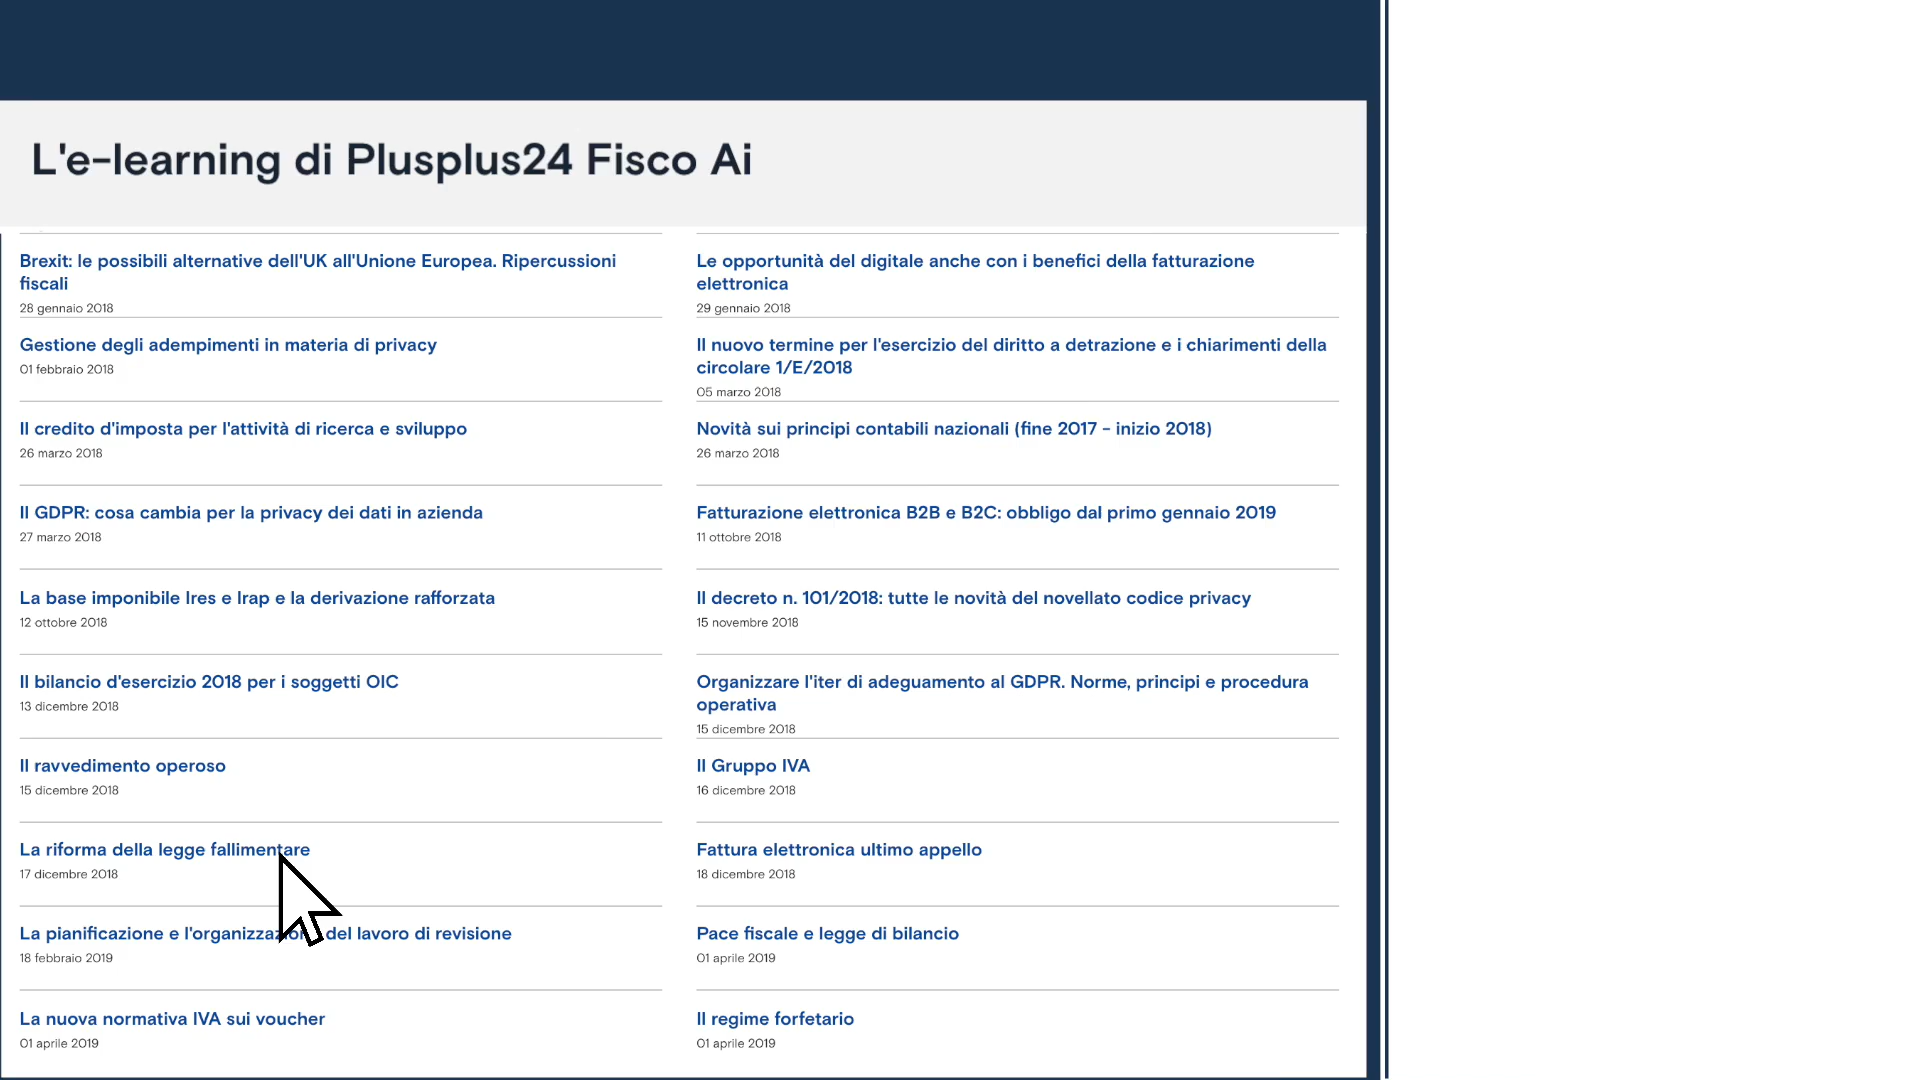 L'e-learning di Plusplus24 Fisco Ai
Brexit: le possibili alternative dell'UK all'Unione Europea. Ripercussioni
fiscali
28 gennaio 2018
Le opportunità del digitale anche con i benefici della fatturazione
elettronica
29 gennaio 2018
Gestione degli adempimenti in materia di privacy
01 febbraio 2018
Il nuovo termine per l'esercizio del diritto a detrazione e i chiarimenti della
circolare 1/E/2018
05 marzo 2018
Il credito d'imposta per l'attività di ricerca e sviluppo
26 marzo 2018
Novità sui principi contabili nazionali (fine 2017 - inizio 2018)
26 marzo 2018
Il GDPR: cosa cambia per la privacy dei dati in azienda
27 marzo 2018
Fatturazione elettronica B2B e B2C: obbligo dal primo gennaio 2019
11 ottobre 2018
La base imponibile Ires e Irap e la derivazione rafforzata
12 ottobre 2018
Il decreto n. 101/2018: tutte le novità del novellato codice privacy
15 novembre 2018
Il bilancio d'esercizio 2018 per i soggetti OIC
13 dicembre 2018
Organizzare l'iter di adeguamento al GDPR. Norme, principi e procedura
operativa
15 dicembre 2018
Il ravvedimento operoso
15 dicembre 2018
Il Gruppo IVA
16 dicembre 2018
La riforma della legge fallimentare
17 dicembre 2018
Fattura elettronica ultimo appello
18 dicembre 2018
La pianificazione e l'organizzazione del lavoro di revisione
18 febbraio 2019
Pace fiscale e legge di bilancio
01 aprile 2019
La nuova normativa IVA sui voucher
01 aprile 2019
Il regime forfetario
01 aprile 2019